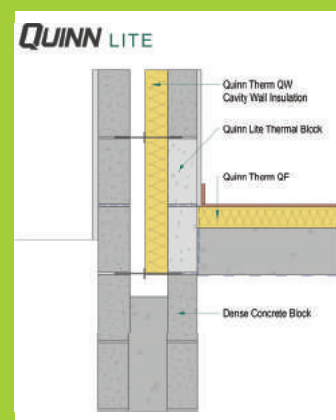 QUINN LITE
Quinn Therm QW
Cavity Wall Insulation
Quinn Lite Thermal Block
Quinn Therm QF
Dense Concrete Block